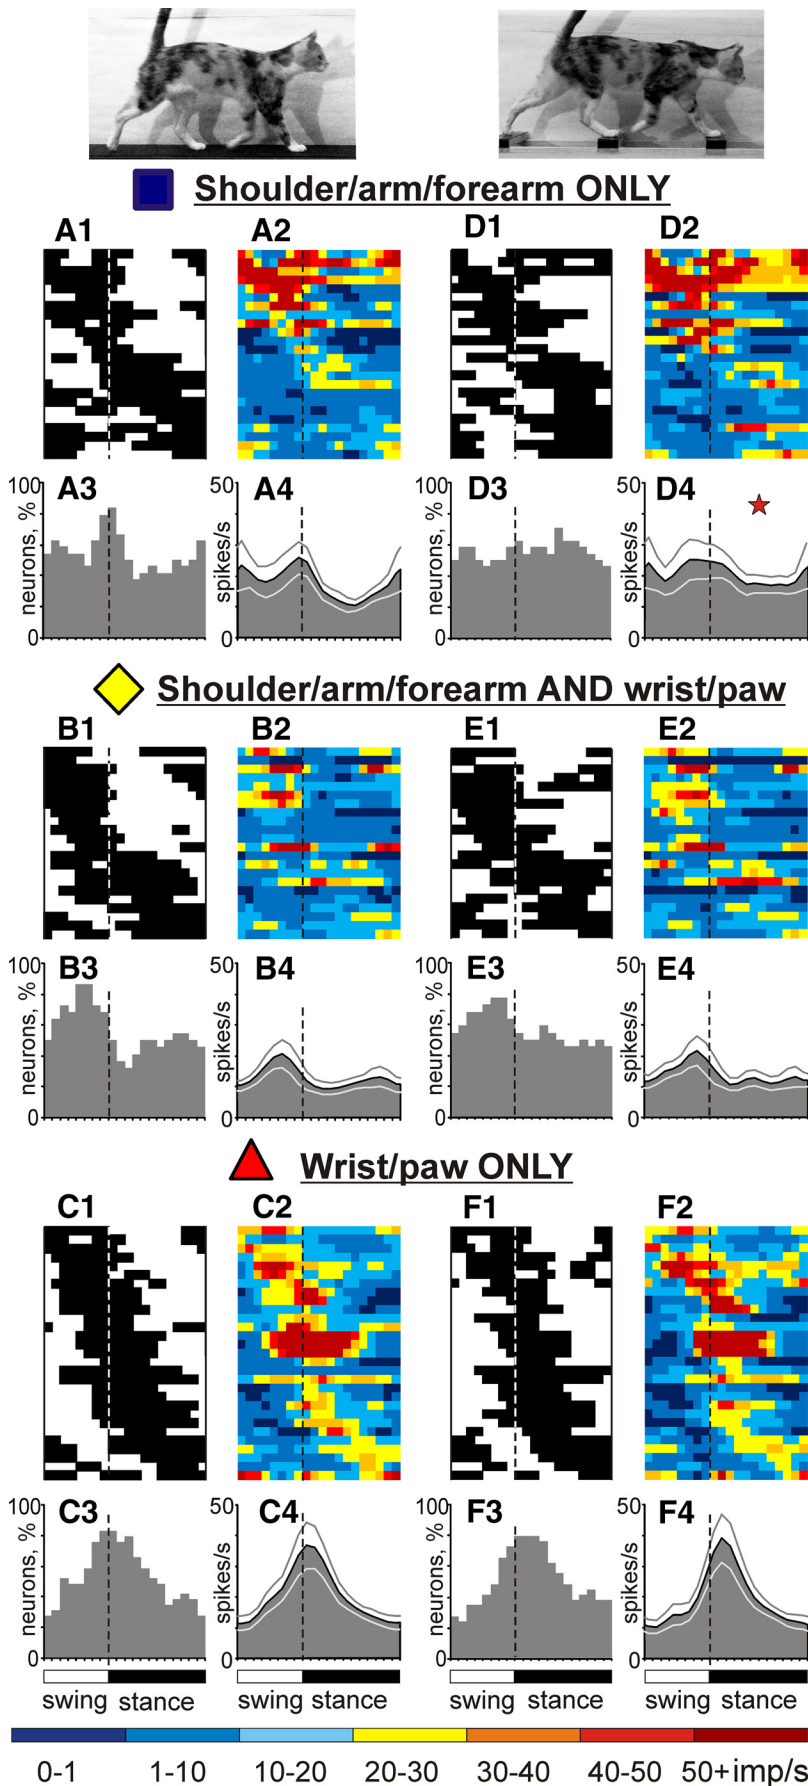 Shoulder/arm/forearm ONLY
A1 A2 D1 D2
100 A3 50 A4 100 D3 50 D4
neurons, % spikes/s neurons, % spikes/s
0 0 0 0
Shoulder/arm/forearm AND wrist/paw
B1 B2 E1 E2
100 B3 50 B4 100 E3 50 E4
neurons, % spikes/s neurons, % spikes/s
0 0 0 0
Wrist/paw ONLY
C1 C2 F1 F2
100 C3 50 C4 100 F3 50 F4
neurons, % spikes/s neurons, % spikes/s
0 0 0 0
swing stance swing stance swing stance swing stance
0-1 1-10 10-20 20-30 30-40 40-50 50+imp/s